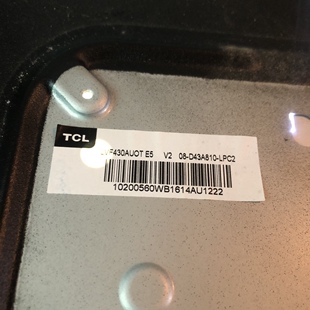 TCL
F430AUOT E5 V2 08-D43A810-LPC2
10200560WB1614AU1222